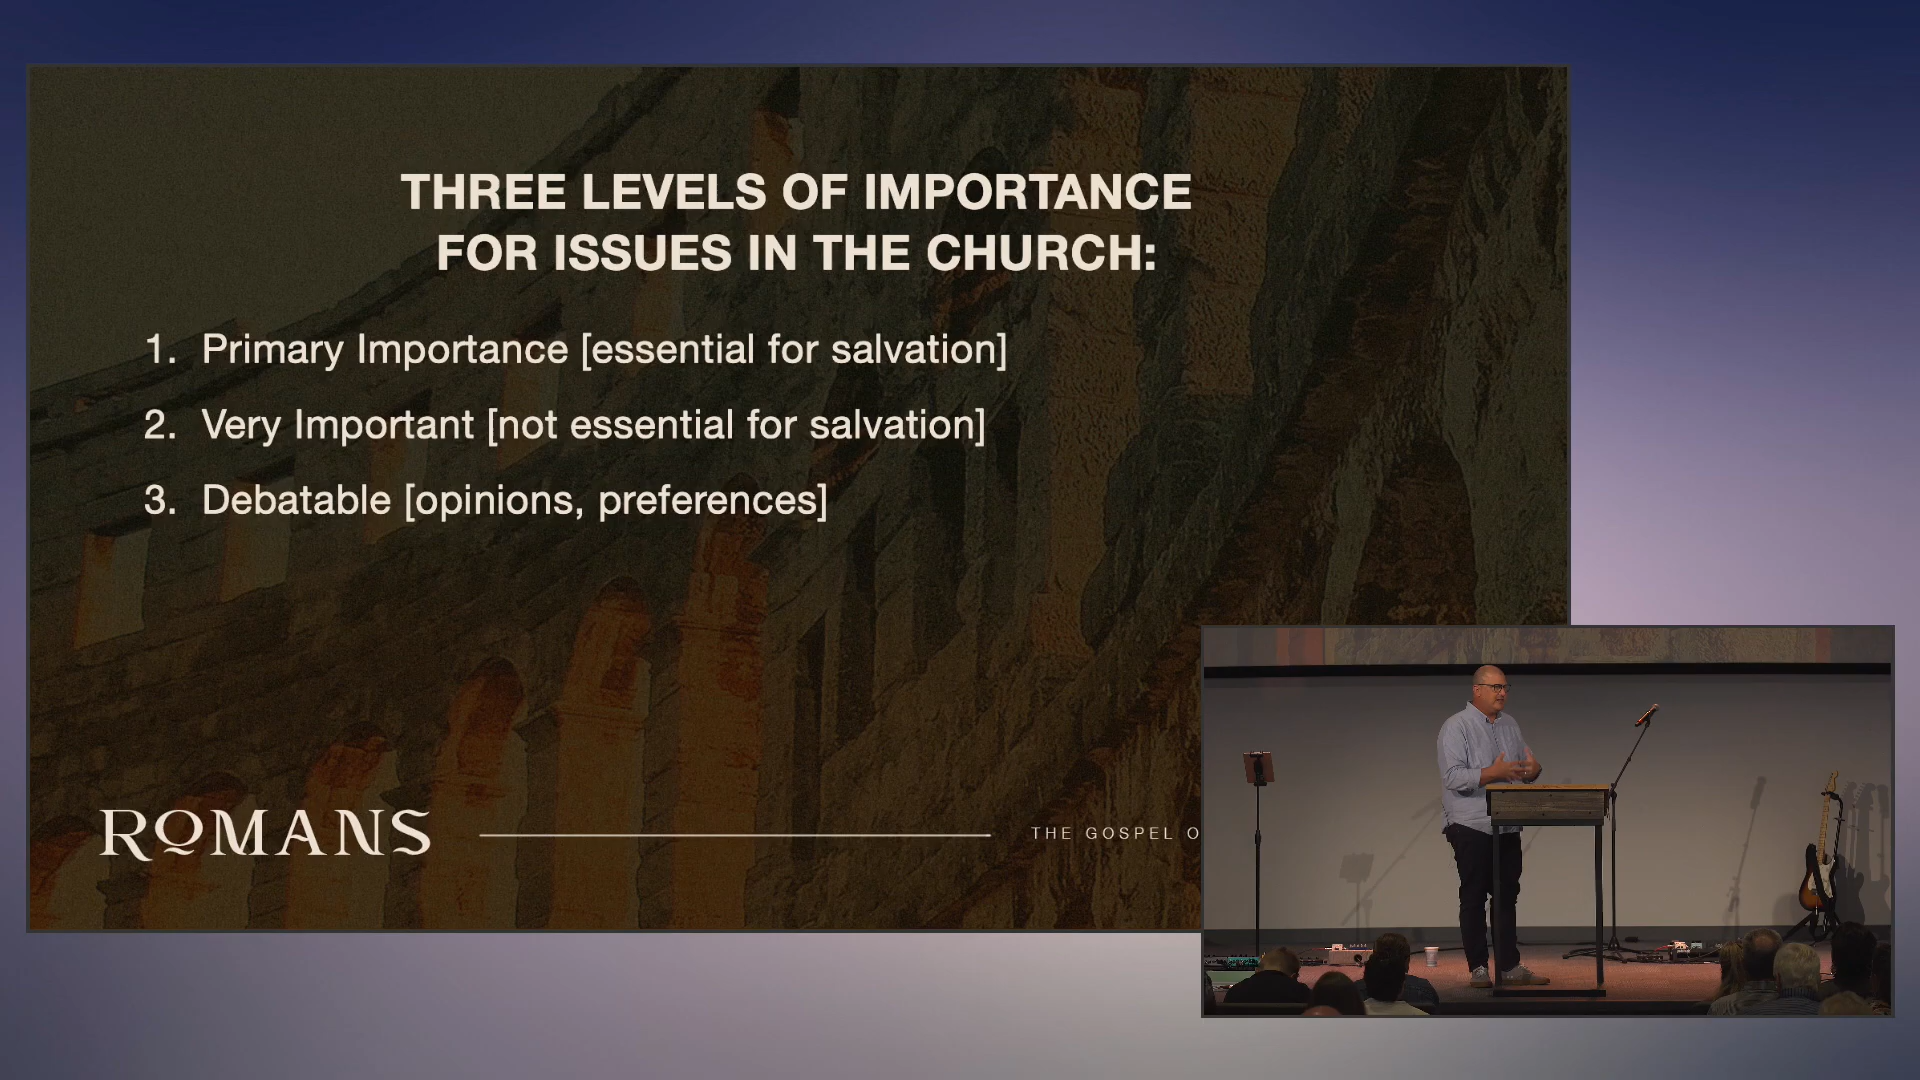 THREE LEVELS OF IMPORTANCE
FOR ISSUES IN THE CHURCH:
1. Primary Importance [essential for salvation]
2. Very Important [not essential for salvation]
3. Debatable [opinions, preferences]
ROMANS
THE GOSPEL O